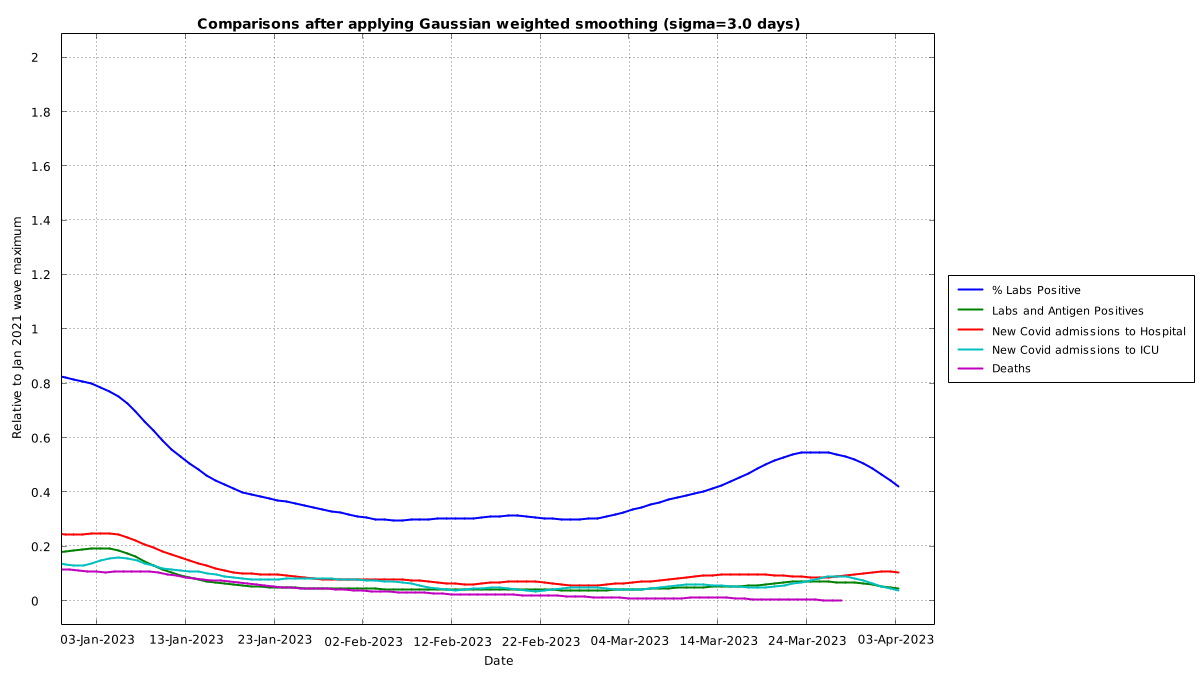 Comparisons after applying Gaussian weighted smoothing (sigma=3.0 days)
Relative to Jan 2021 wave maximum
2
1.8
1.6
1.4
1.2
1
0.8
0.6
0.4
0.2
0
03-Jan-2023 13-Jan-2023 23-Jan-2023 02-Feb-2023 12-Feb-2023 22-Feb-2023 04-Mar-2023 14-Mar-2023 24-Mar-2023 03-Apr-2023
Date
% Labs Positive
Labs and Antigen Positives
New Covid admissions to Hospital
New Covid admissions to ICU
Deaths